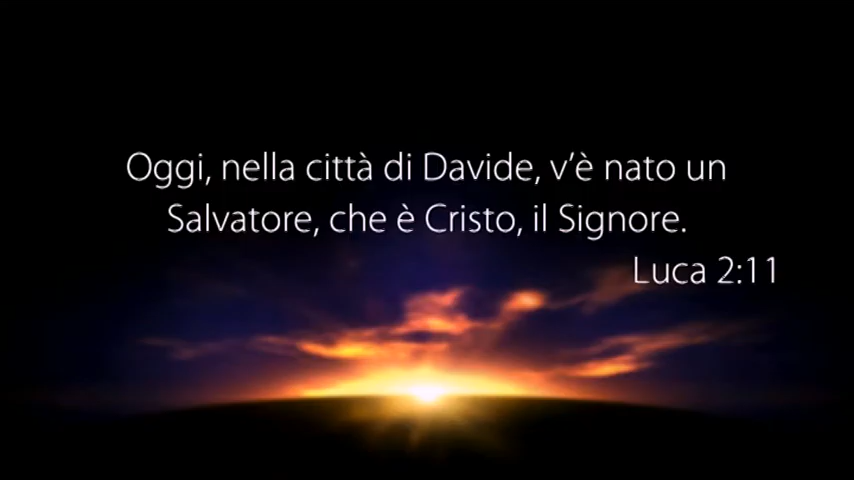 Oggi, nella città di Davide, v’è nato un
Salvatore, che è Cristo, il Signore.
Luca 2:11